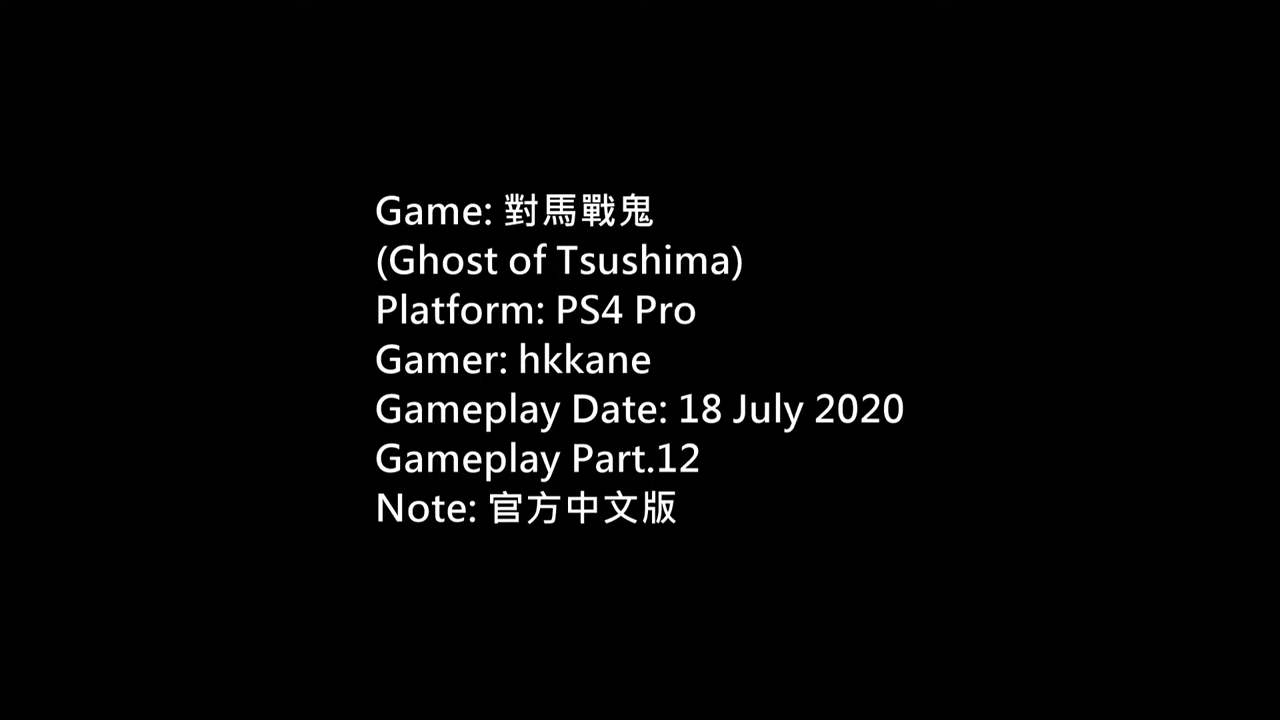 Game: 對馬戰鬼
(Ghost of Tsushima)
Platform: PS4 Pro
Gamer: hkkane
Gameplay Date: 18 July 2020
Gameplay Part.12
Note: 官方中文版